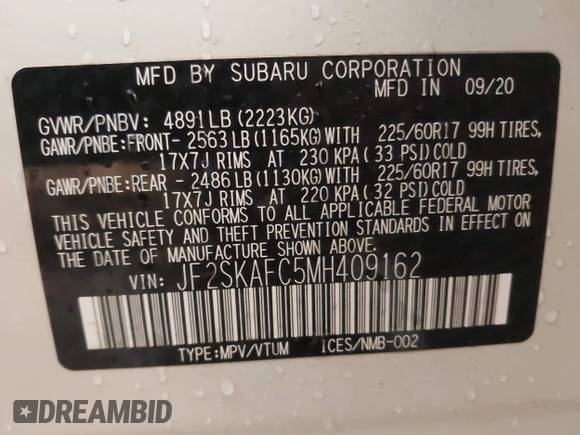 MFD BY SUBARU CORPORATION
MFD IN 09/20
GVWR/PNBV: 4891LB(2223KG)
GAWR/PNBE:FRONT- 2563LB(1165KG)WITH 225/60R17 99H TIRES,
17X7J RIMS AT 230 KPA(33 PSI)COLD
GAWR/PNBE:REAR - 2486LB(1130KG)WITH 225/60R17 99H TIRES,
17X7J RIMS AT 220 KPA(32 PSI)COLD
THIS VEHICLE CONFORMS TO ALL APPLICABLE FEDERAL MOTOR
VEHICLE SAFETY AND THEFT PREVENTION STANDARDS IN EFFECT ON
THE DATE OF MANUFACTURE SHOWN ABOVE.
VIN: JF2SKAFC5MH409162
TYPE:MPV/VTUM ICES/NMB-002
DREAMBID